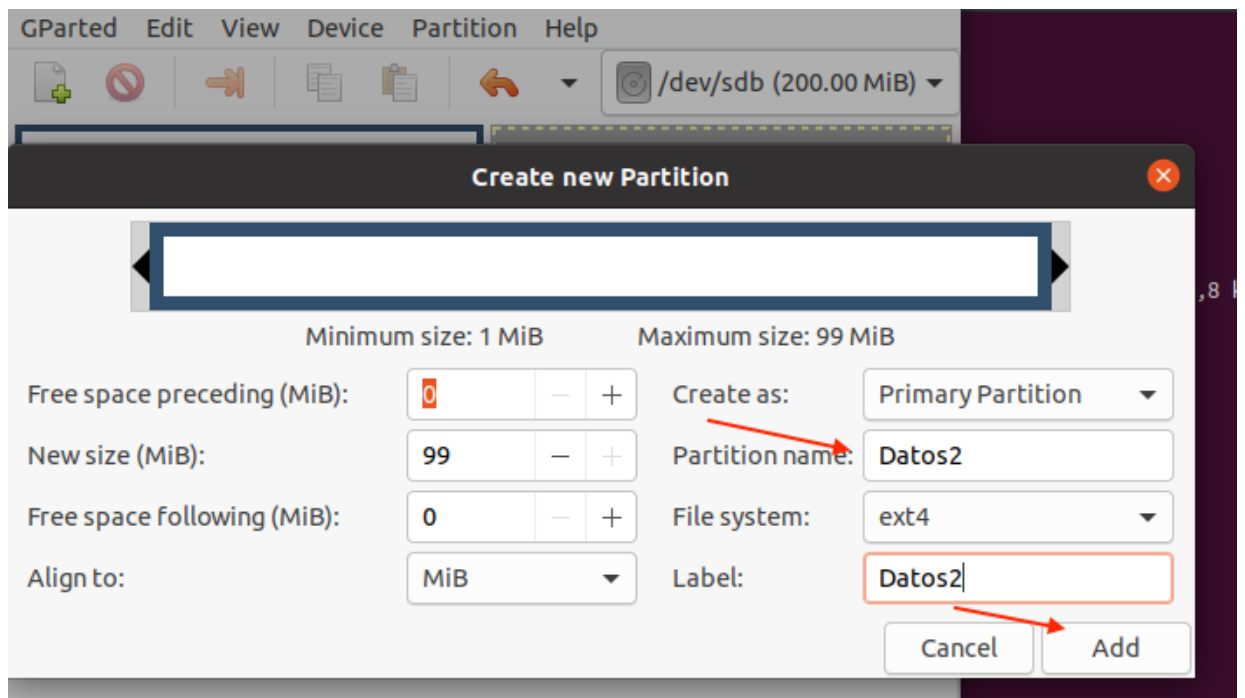 GParted Edit View Device Partition Help
/dev/sdb (200.00 MiB)
Create new Partition
,8
Minimum size: 1 MiB Maximum size: 99 MiB
Free space preceding (MiB): 0 Create as: Primary Partition
New size (MiB): 99 Partition name: Datos2
Free space following (MiB): 0 File system: ext4
Align to: MiB Label: Datos2
Cancel Add